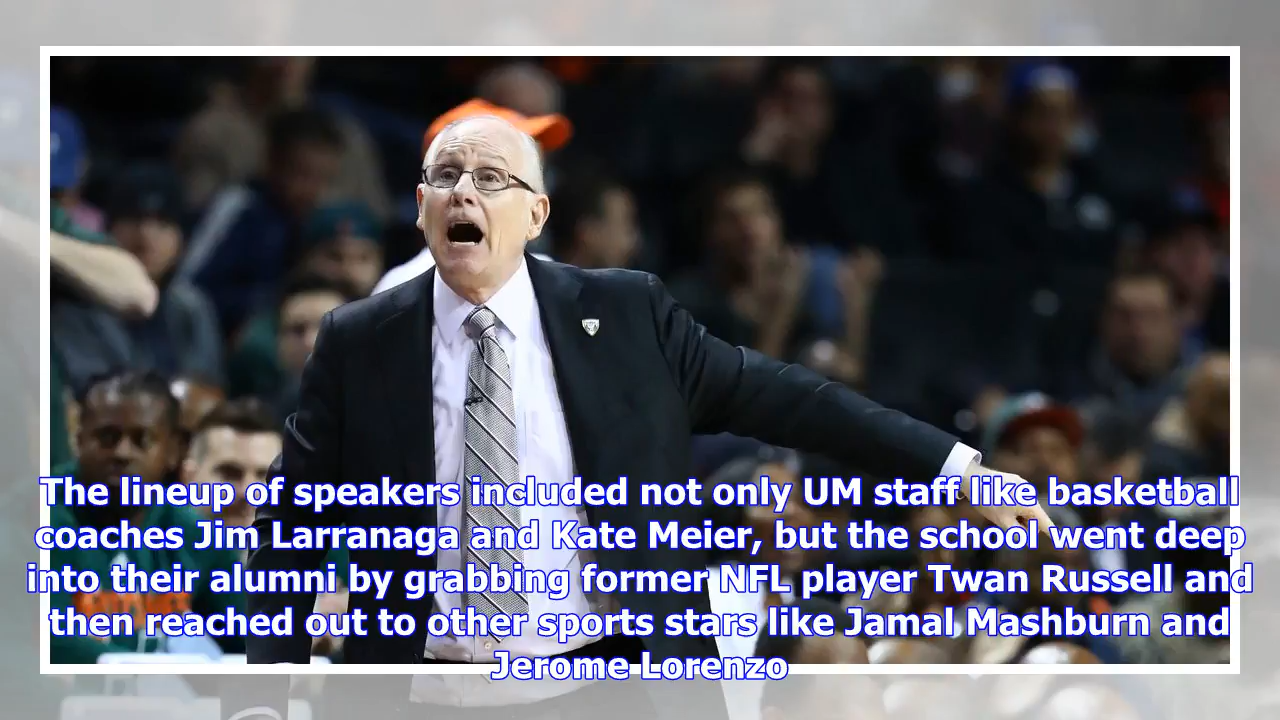 The lineup of speakers included not only UM staff like basketball
coaches Jim Larranaga and Kate Meier, but the school went deep
into their alumni by grabbing former NFL player Twan Russell and
then reached out to other sports stars like Jamal Mashburn and
Jerome Lorenzo